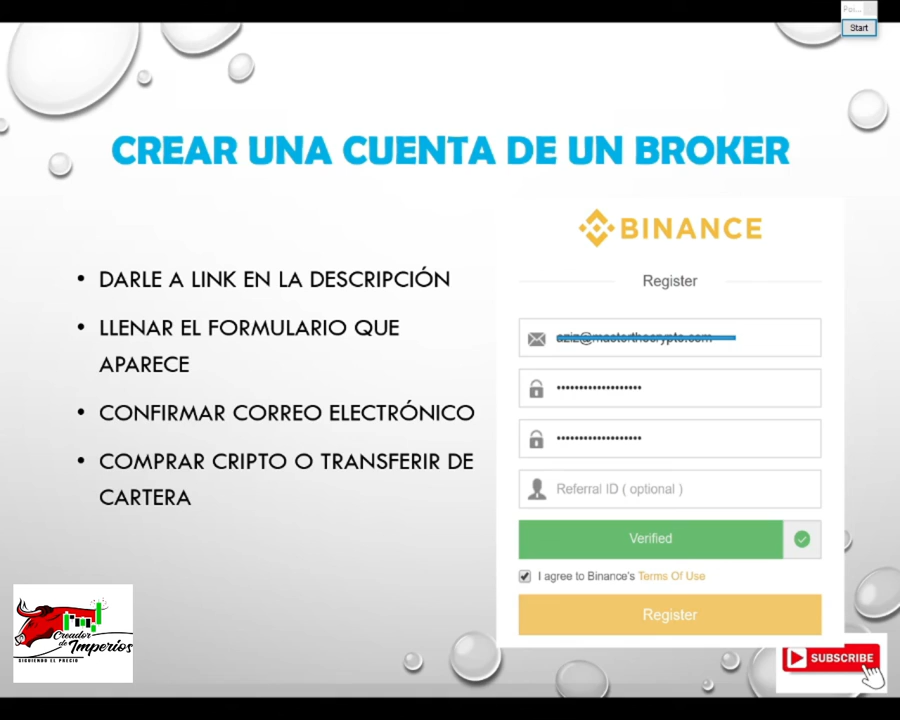 Start
CREAR UNA CUENTA DE UN BROKER
• DARLE A LINK EN LA DESCRIPCIÓN
• LLENAR EL FORMULARIO QUE
APARECE
• CONFIRMAR CORREO ELECTRÓNICO
• COMPRAR CRIPTO O TRANSFERIR DE
CARTERA
BINANCE
Register
Referral ID ( optional )
Verified
I agree to Binance's Terms Of Use
Register
Creador
de Imperios
SIGUIENDO EL PRECIO
SUBSCRIBE